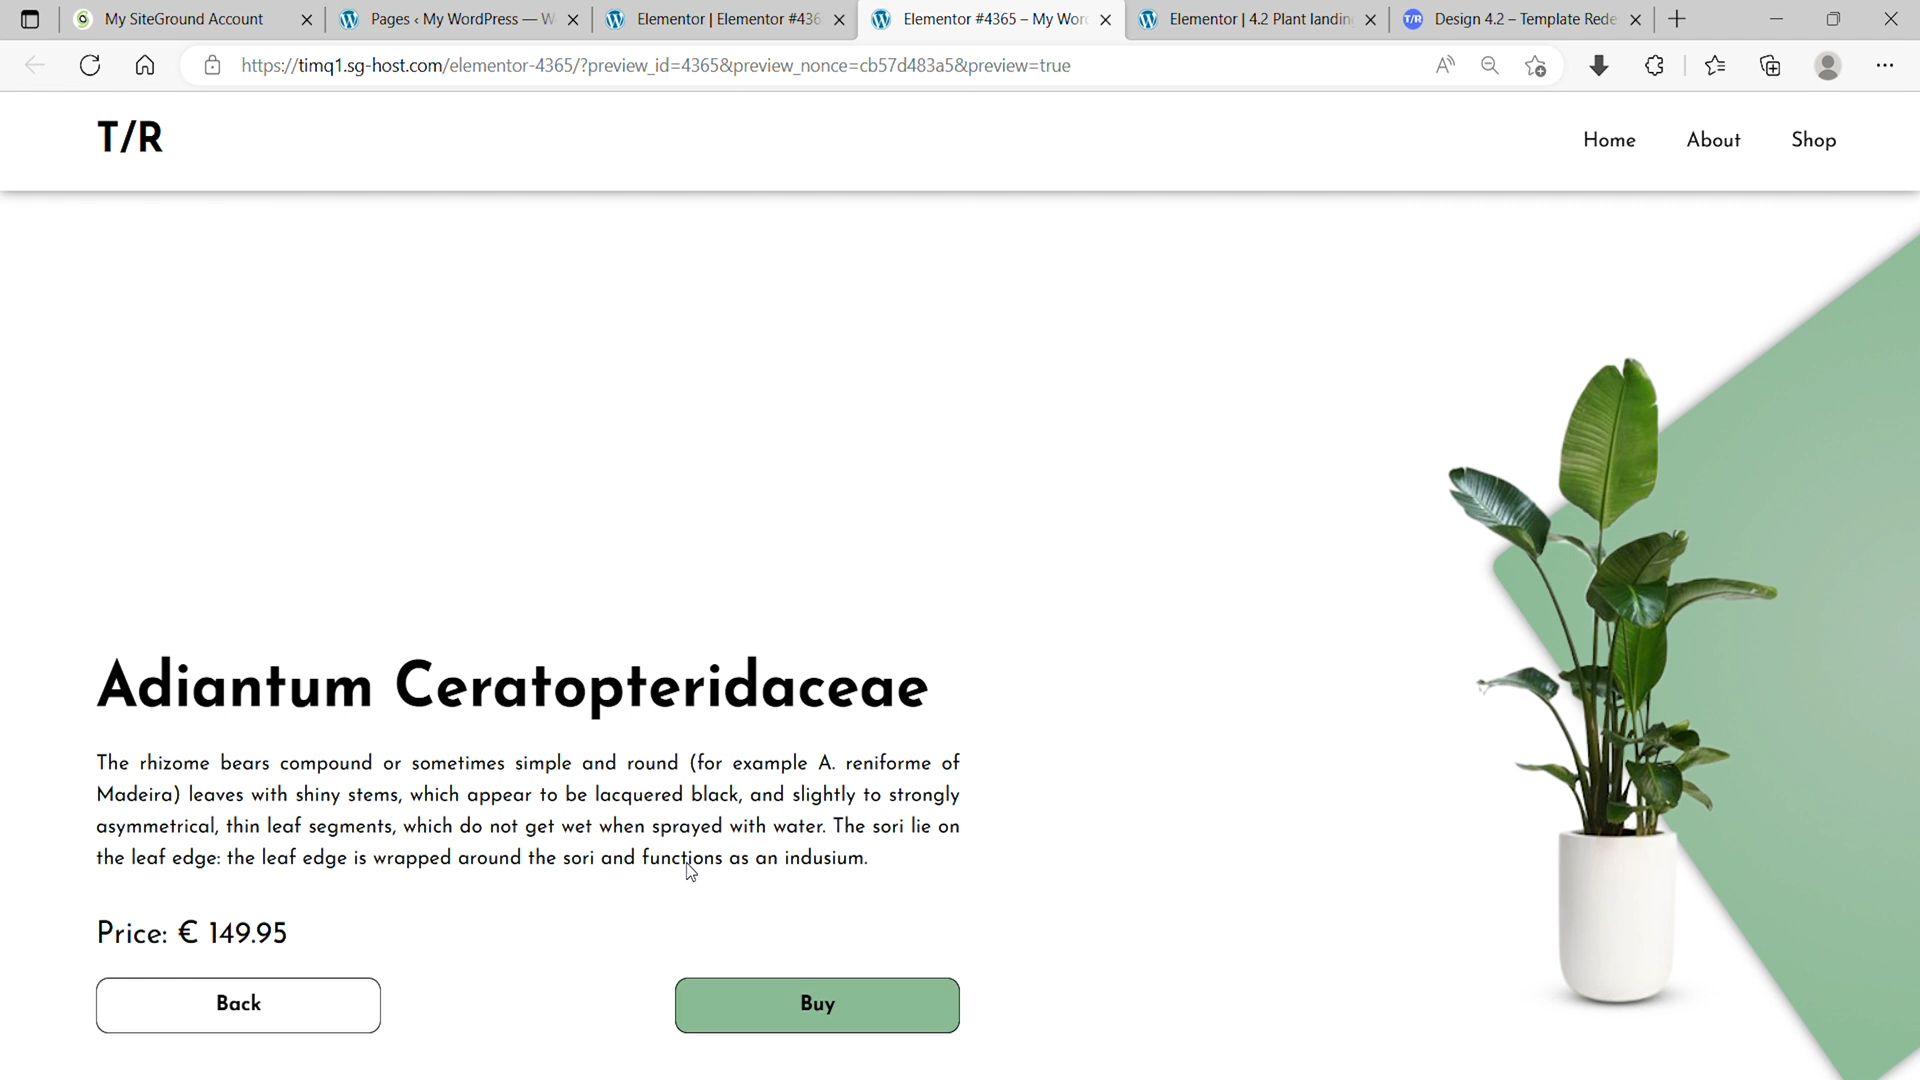 My SiteGround Account
Pages ‹ My WordPress — W
Elementor | Elementor #436
Elementor #4365 – My Wor
Elementor | 4.2 Plant landin
T/R
Design 4.2 – Template Rede
https://timq1.sg-host.com/elementor-4365/?preview_id=4365&preview_nonce=cb57d483a5&preview=true
T/R
Home
About
Shop
Adiantum Ceratopteridaceae
The rhizome bears compound or sometimes simple and round (for example A. reniforme of
Madeira) leaves with shiny stems, which appear to be lacquered black, and slightly to strongly
asymmetrical, thin leaf segments, which do not get wet when sprayed with water. The sori lie on
the leaf edge: the leaf edge is wrapped around the sori and functions as an indusium.
Price: € 149.95
Back
Buy